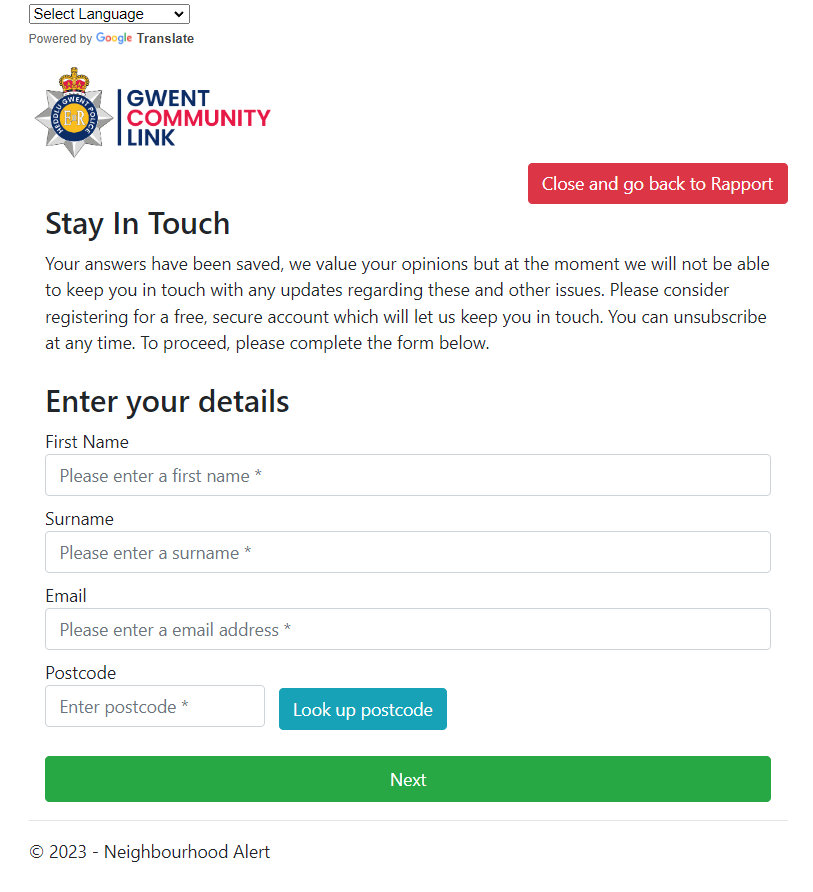 Select Language
Powered by Google Translate
HEDDLU GWENT POLICE
E R
GWENT
COMMUNITY
LINK
Close and go back to Rapport
Stay In Touch
Your answers have been saved, we value your opinions but at the moment we will not be able
to keep you in touch with any updates regarding these and other issues. Please consider
registering for a free, secure account which will let us keep you in touch. You can unsubscribe
at any time. To proceed, please complete the form below.
Enter your details
First Name
Please enter a first name *
Surname
Please enter a surname *
Email
Please enter a email address *
Postcode
Enter postcode *
Look up postcode
Next
© 2023 - Neighbourhood Alert